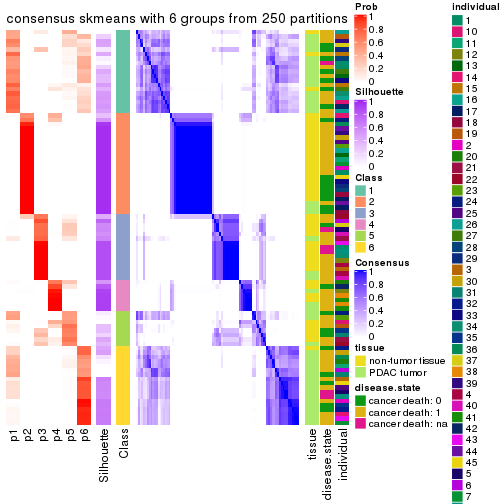 consensus skmeans with 6 groups from 250 partitions
p1
p2
p3
p4
p5
p6
Silhouette
Class
tissue
disease.state
individual
Prob
1
0.8
0.6
0.4
0.2
0
Silhouette
1
0.8
0.6
0.4
0.2
0
Class
1
2
3
4
5
6
Consensus
1
0.8
0.6
0.4
0.2
0
tissue
non-tumor tissue
PDAC tumor
disease.state
cancer death: 0
cancer death: 1
cancer death: na
individual
1
10
11
12
13
14
15
16
17
18
19
2
20
21
22
23
24
25
26
27
28
29
3
30
31
32
33
34
35
36
37
38
39
4
40
41
42
43
44
45
5
6
7